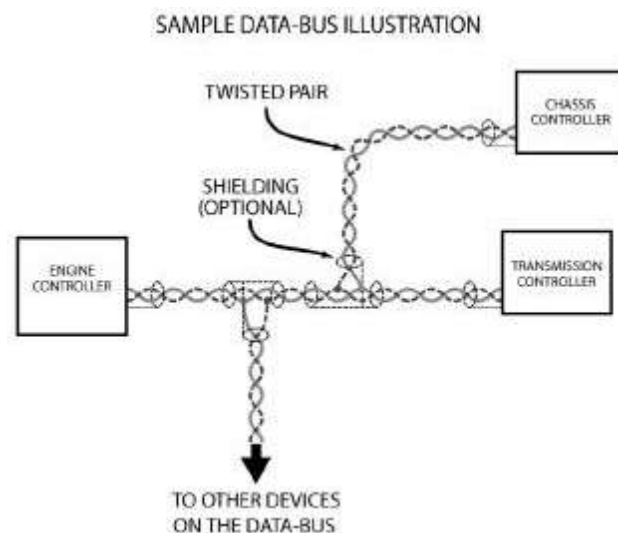 SAMPLE DATA-BUS ILLUSTRATION
TWISTED PAIR
CHASSIS
CONTROLLER
SHIELDING
(OPTIONAL)
ENGINE
CONTROLLER
TRANSMISSION
CONTROLLER
TO OTHER DEVICES
ON THE DATA-BUS